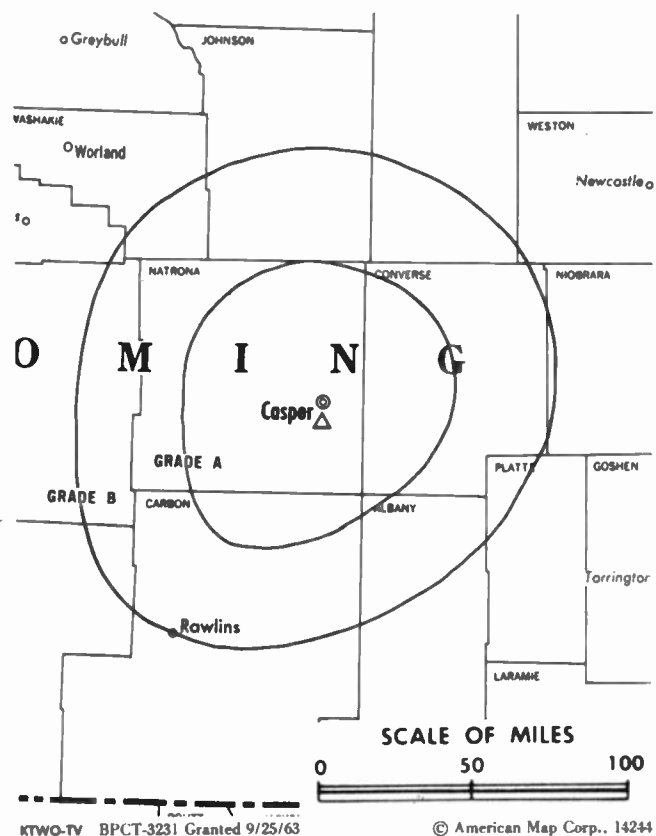 Greybull
JOHNSON
WASHAKIE
WESTON
Worland
Newcastle
s
NATRONA
CONVERSE
NIOBRARA
O M I N G
Casper
GRADE A
PLATTE
GOSHEN
GRADE B
CARBON
ALBANY
Torrington
Rawlins
LARAMIE
SCALE OF MILES
0 50 100
KTWO-TV BPCT-3231 Granted 9/25/63 © American Map Corp., 14244